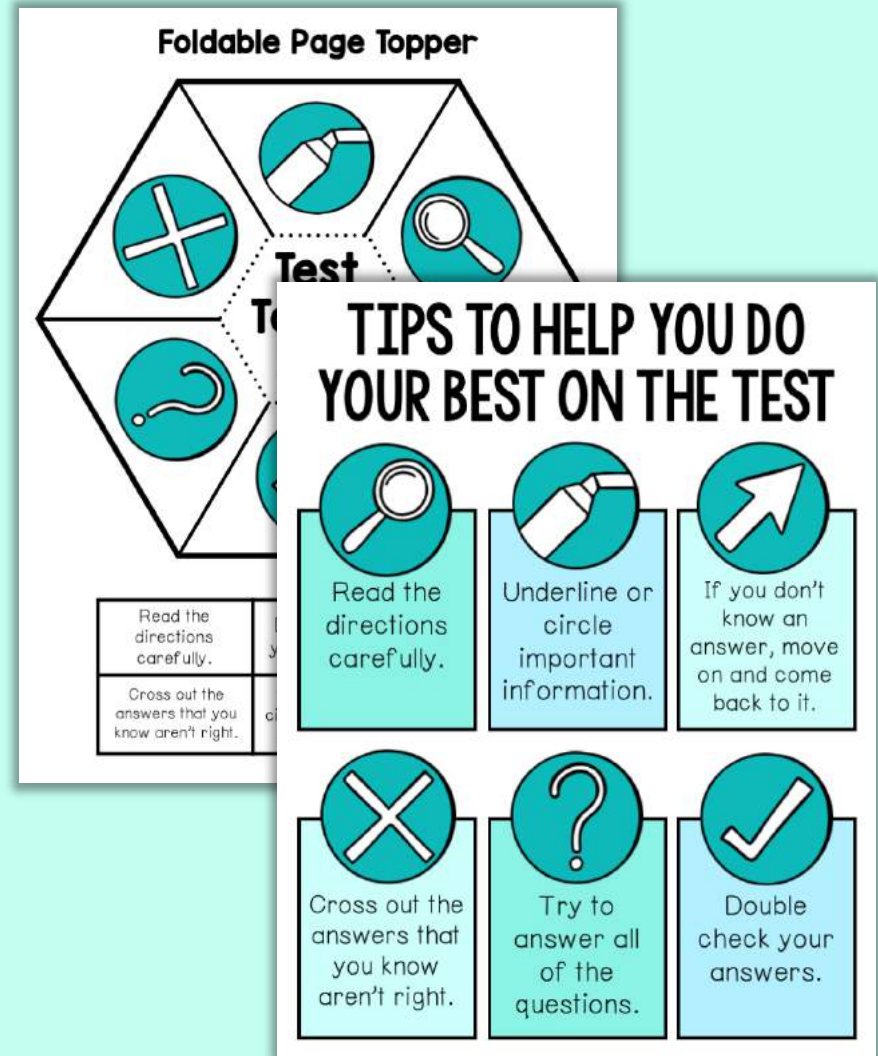 Foldable Page Topper
Test
Read the
directions
carefully.
Cross out the
answers that you
know aren't right.
TIPS TO HELP YOU DO
YOUR BEST ON THE TEST
Read the
directions
carefully.
Underline or
circle
important
information.
If you don't
know an
answer, move
on and come
back to it.
Cross out the
answers that
you know
aren't right.
Try to
answer all
of the
questions.
Double
check your
answers.